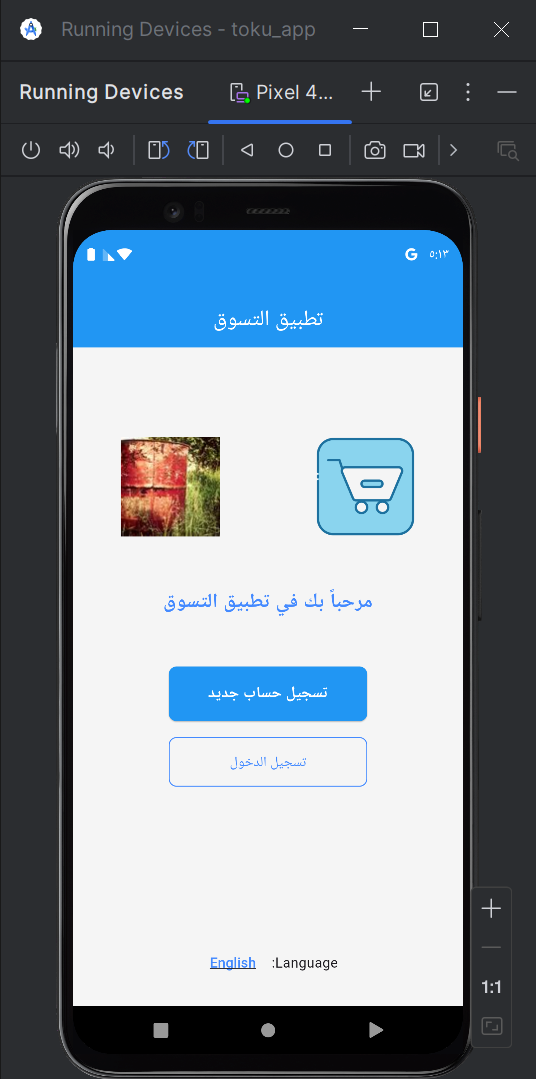 Running Devices - toku_app
Running Devices
Pixel 4...
G ٥:١٣
تطبيق التسوق
مرحباً بك في تطبيق التسوق
تسجيل حساب جديد
تسجيل الدخول
:Language English
1:1